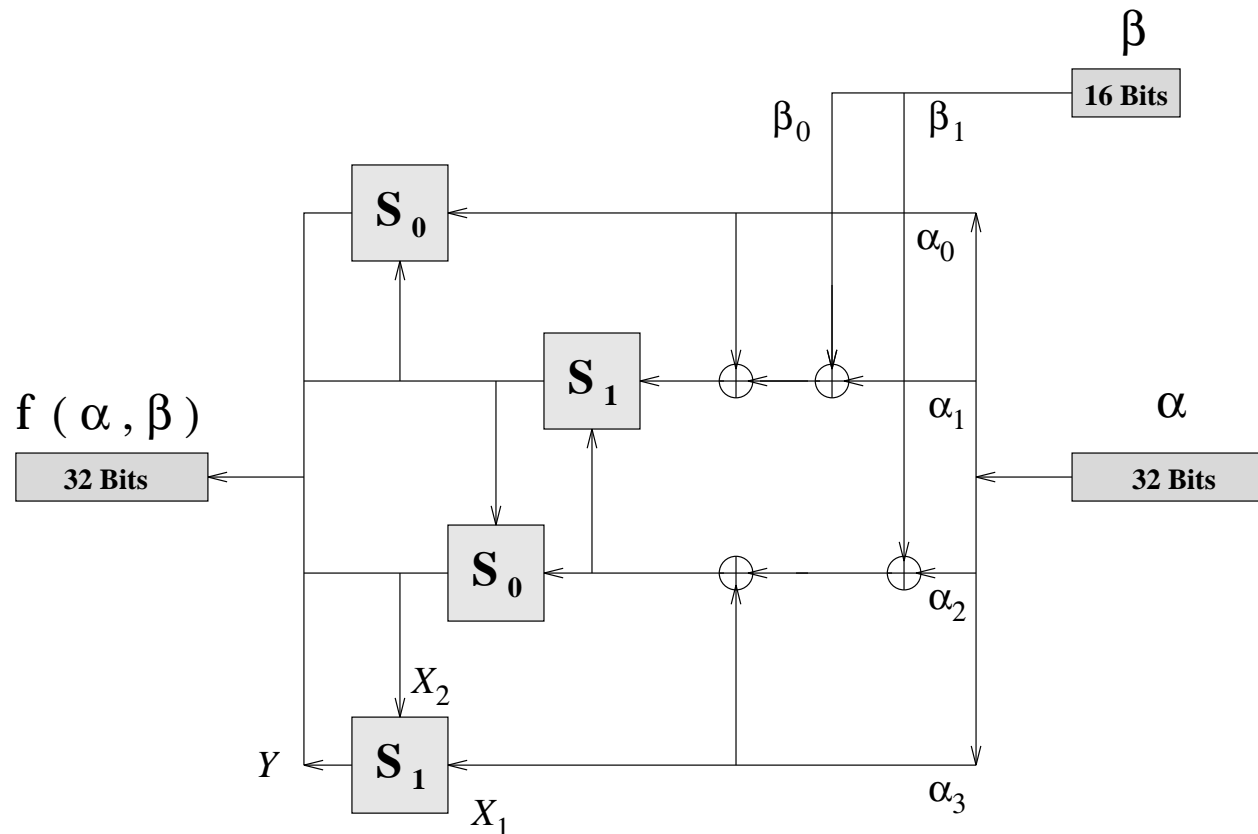 β
16 Bits
β₀ β₁
S₀
α₀
S₁
α₁
f ( α , β )
α
32 Bits
32 Bits
S₀
α₂
X₂
S₁
Y
X₁
α₃